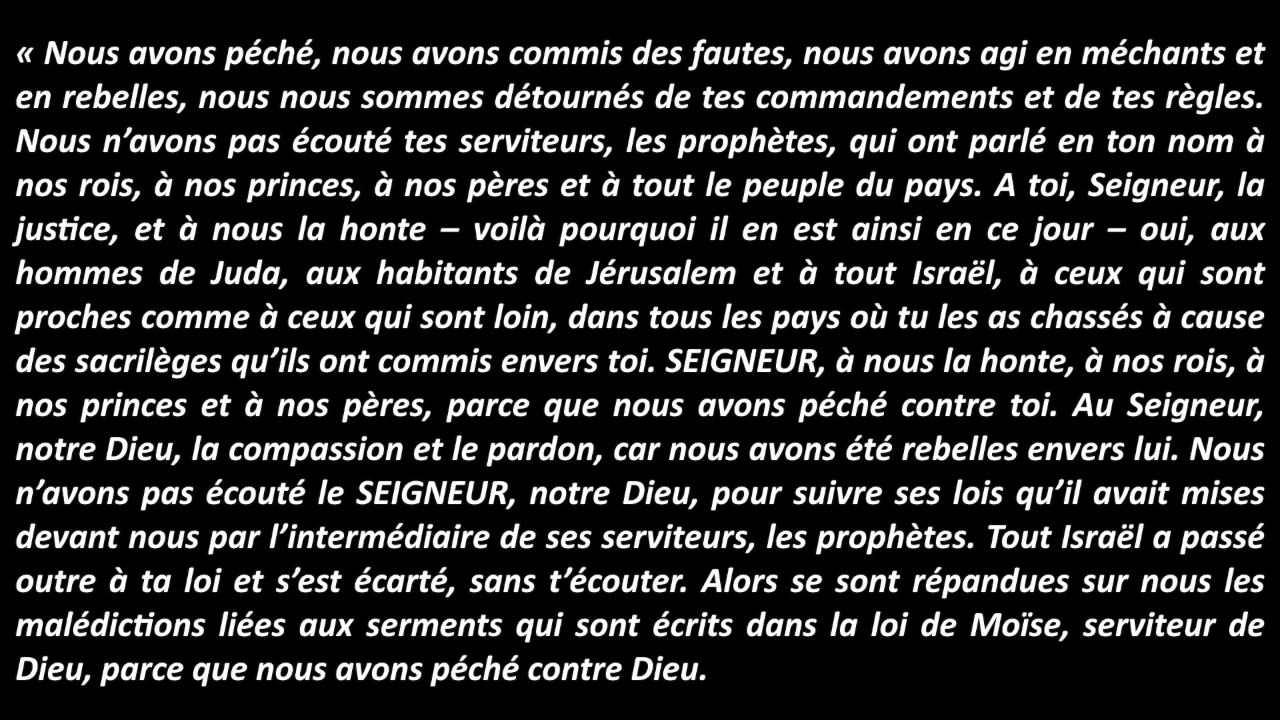 « Nous avons péché, nous avons commis des fautes, nous avons agi en méchants et
en rebelles, nous nous sommes détournés de tes commandements et de tes règles.
Nous n’avons pas écouté tes serviteurs, les prophètes, qui ont parlé en ton nom à
nos rois, à nos princes, à nos pères et à tout le peuple du pays. A toi, Seigneur, la
justice, et à nous la honte – voilà pourquoi il en est ainsi en ce jour – oui, aux
hommes de Juda, aux habitants de Jérusalem et à tout Israël, à ceux qui sont
proches comme à ceux qui sont loin, dans tous les pays où tu les as chassés à cause
des sacrilèges qu’ils ont commis envers toi. SEIGNEUR, à nous la honte, à nos rois, à
nos princes et à nos pères, parce que nous avons péché contre toi. Au Seigneur,
notre Dieu, la compassion et le pardon, car nous avons été rebelles envers lui. Nous
n’avons pas écouté le SEIGNEUR, notre Dieu, pour suivre ses lois qu’il avait mises
devant nous par l’intermédiaire de ses serviteurs, les prophètes. Tout Israël a passé
outre à ta loi et s’est écarté, sans t’écouter. Alors se sont répandues sur nous les
malédictions liées aux serments qui sont écrits dans la loi de Moïse, serviteur de
Dieu, parce que nous avons péché contre Dieu.